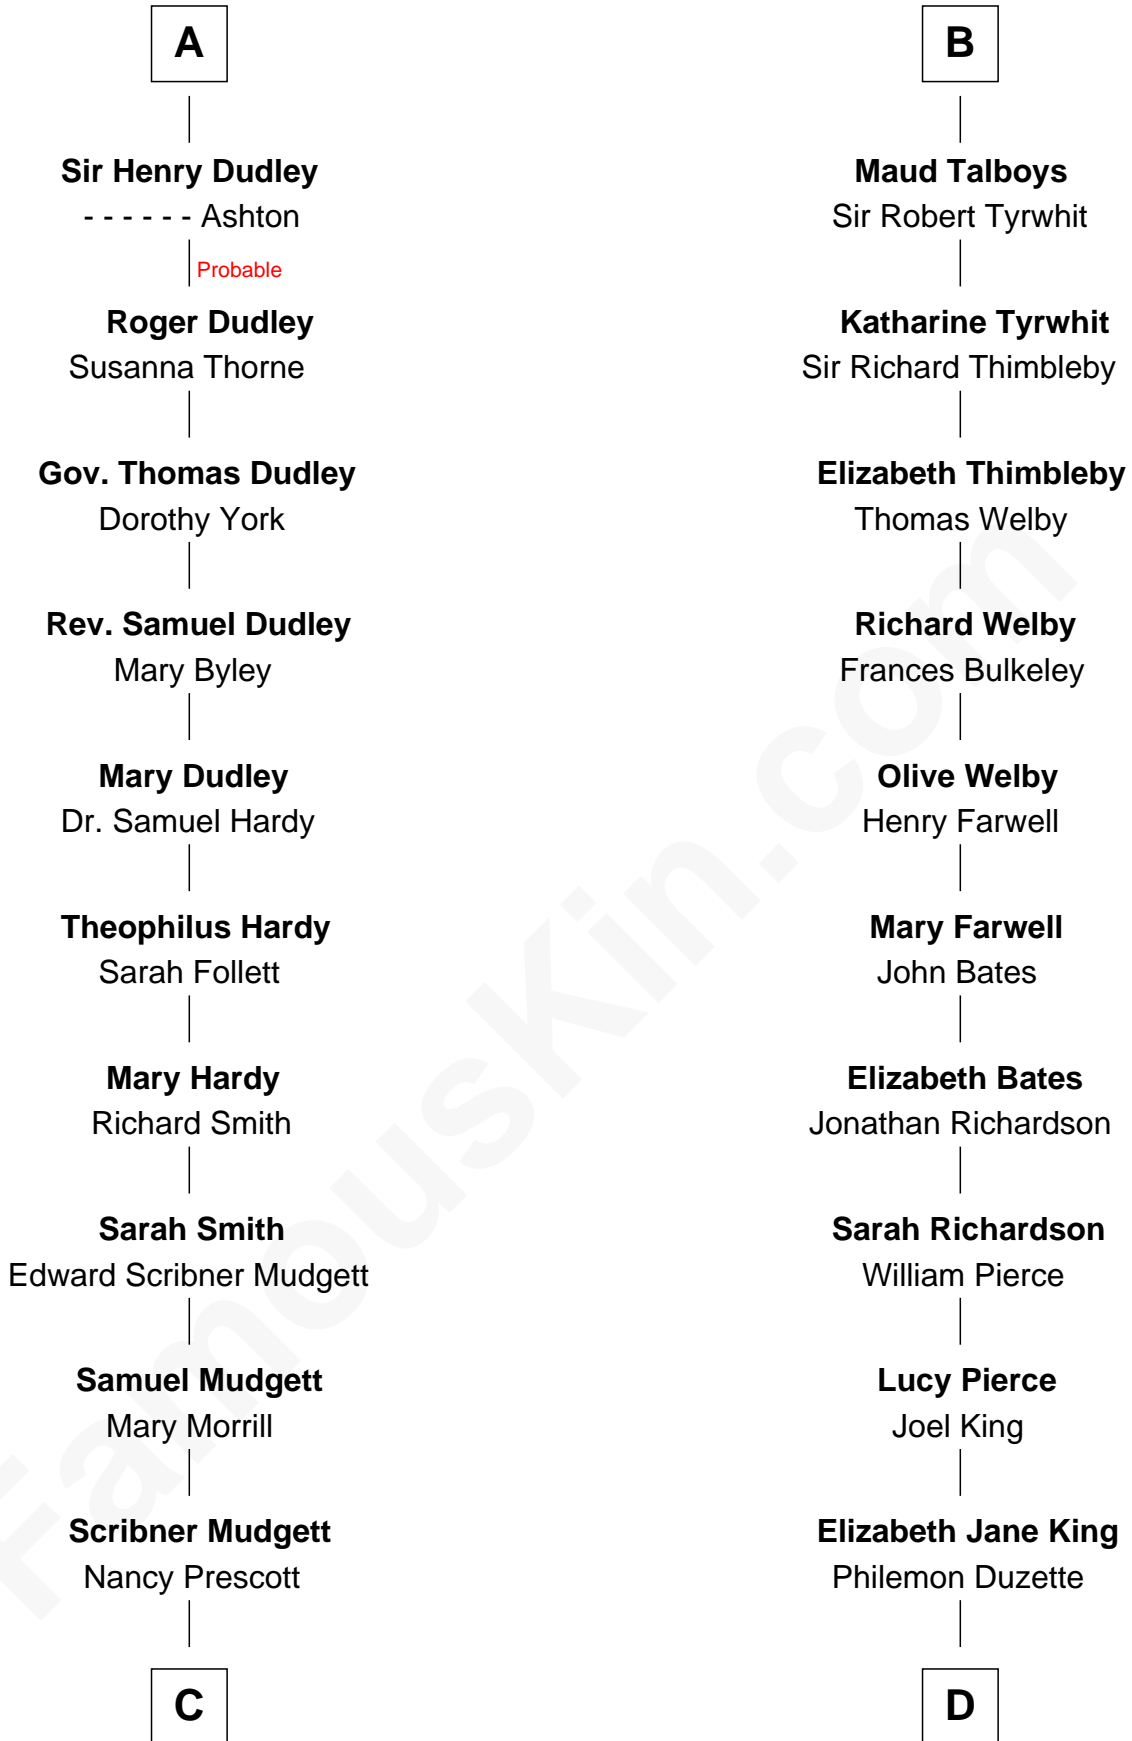 A
Sir Henry Dudley
- - - - - - Ashton
Probable
Roger Dudley
Susanna Thorne
Gov. Thomas Dudley
Dorothy York
Rev. Samuel Dudley
Mary Byley
Mary Dudley
Dr. Samuel Hardy
Theophilus Hardy
Sarah Follett
Mary Hardy
Richard Smith
Sarah Smith
Edward Scribner Mudgett
Samuel Mudgett
Mary Morrill
Scribner Mudgett
Nancy Prescott
C
B
Maud Talboys
Sir Robert Tyrwhit
Katharine Tyrwhit
Sir Richard Thimbleby
Elizabeth Thimbleby
Thomas Welby
Richard Welby
Frances Bulkeley
Olive Welby
Henry Farwell
Mary Farwell
John Bates
Elizabeth Bates
Jonathan Richardson
Sarah Richardson
William Pierce
Lucy Pierce
Joel King
Elizabeth Jane King
Philemon Duzette
D
FamousKin.com